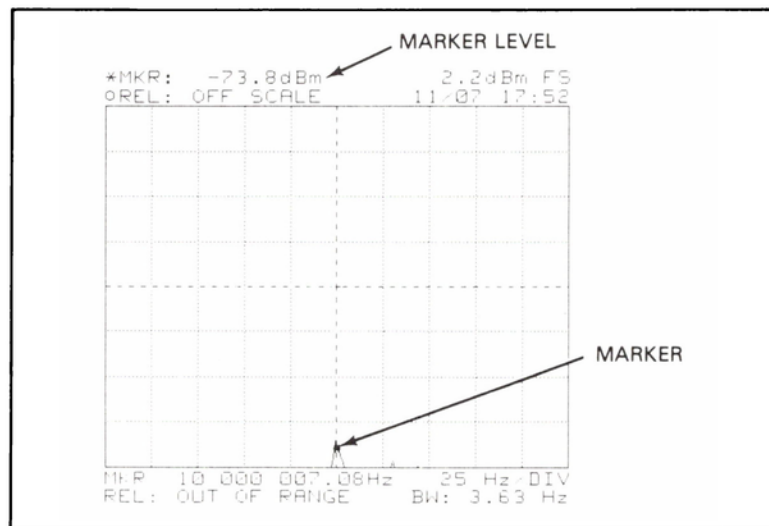 MARKER LEVEL
*MKR: -73.8dBm 2.2dBm FS
oREL: OFF SCALE 11/07 17:52
MARKER
MKR 10 000 007.08Hz 25 Hz/DIV
REL: OUT OF RANGE BW: 3.63 Hz